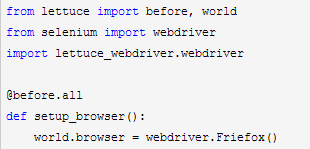 from lettuce import before, world
from selenium import webdriver
import lettuce_webdriver.webdriver

@before.all
def setup_browser():
    world.browser = webdriver.Friefox()